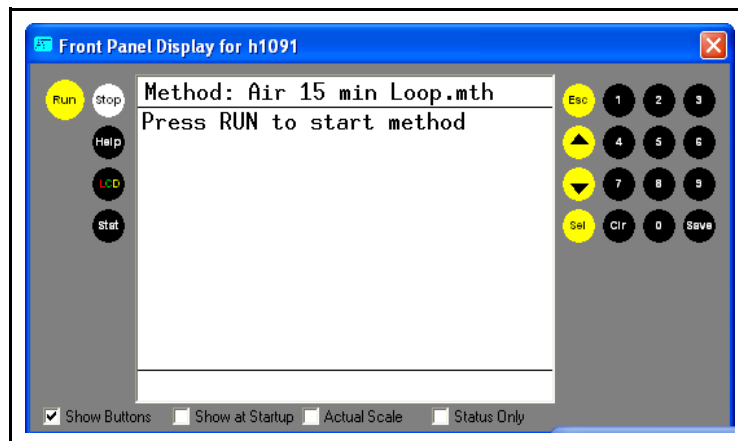 Front Panel Display for h1091
Run Stop Method: Air 15 min Loop.mth Esc 1 2 3
Press RUN to start method
Help 4 5 6
LCD 7 8 9
Stat Sel Clr 0 Save
Show Buttons Show at Startup Actual Scale Status Only